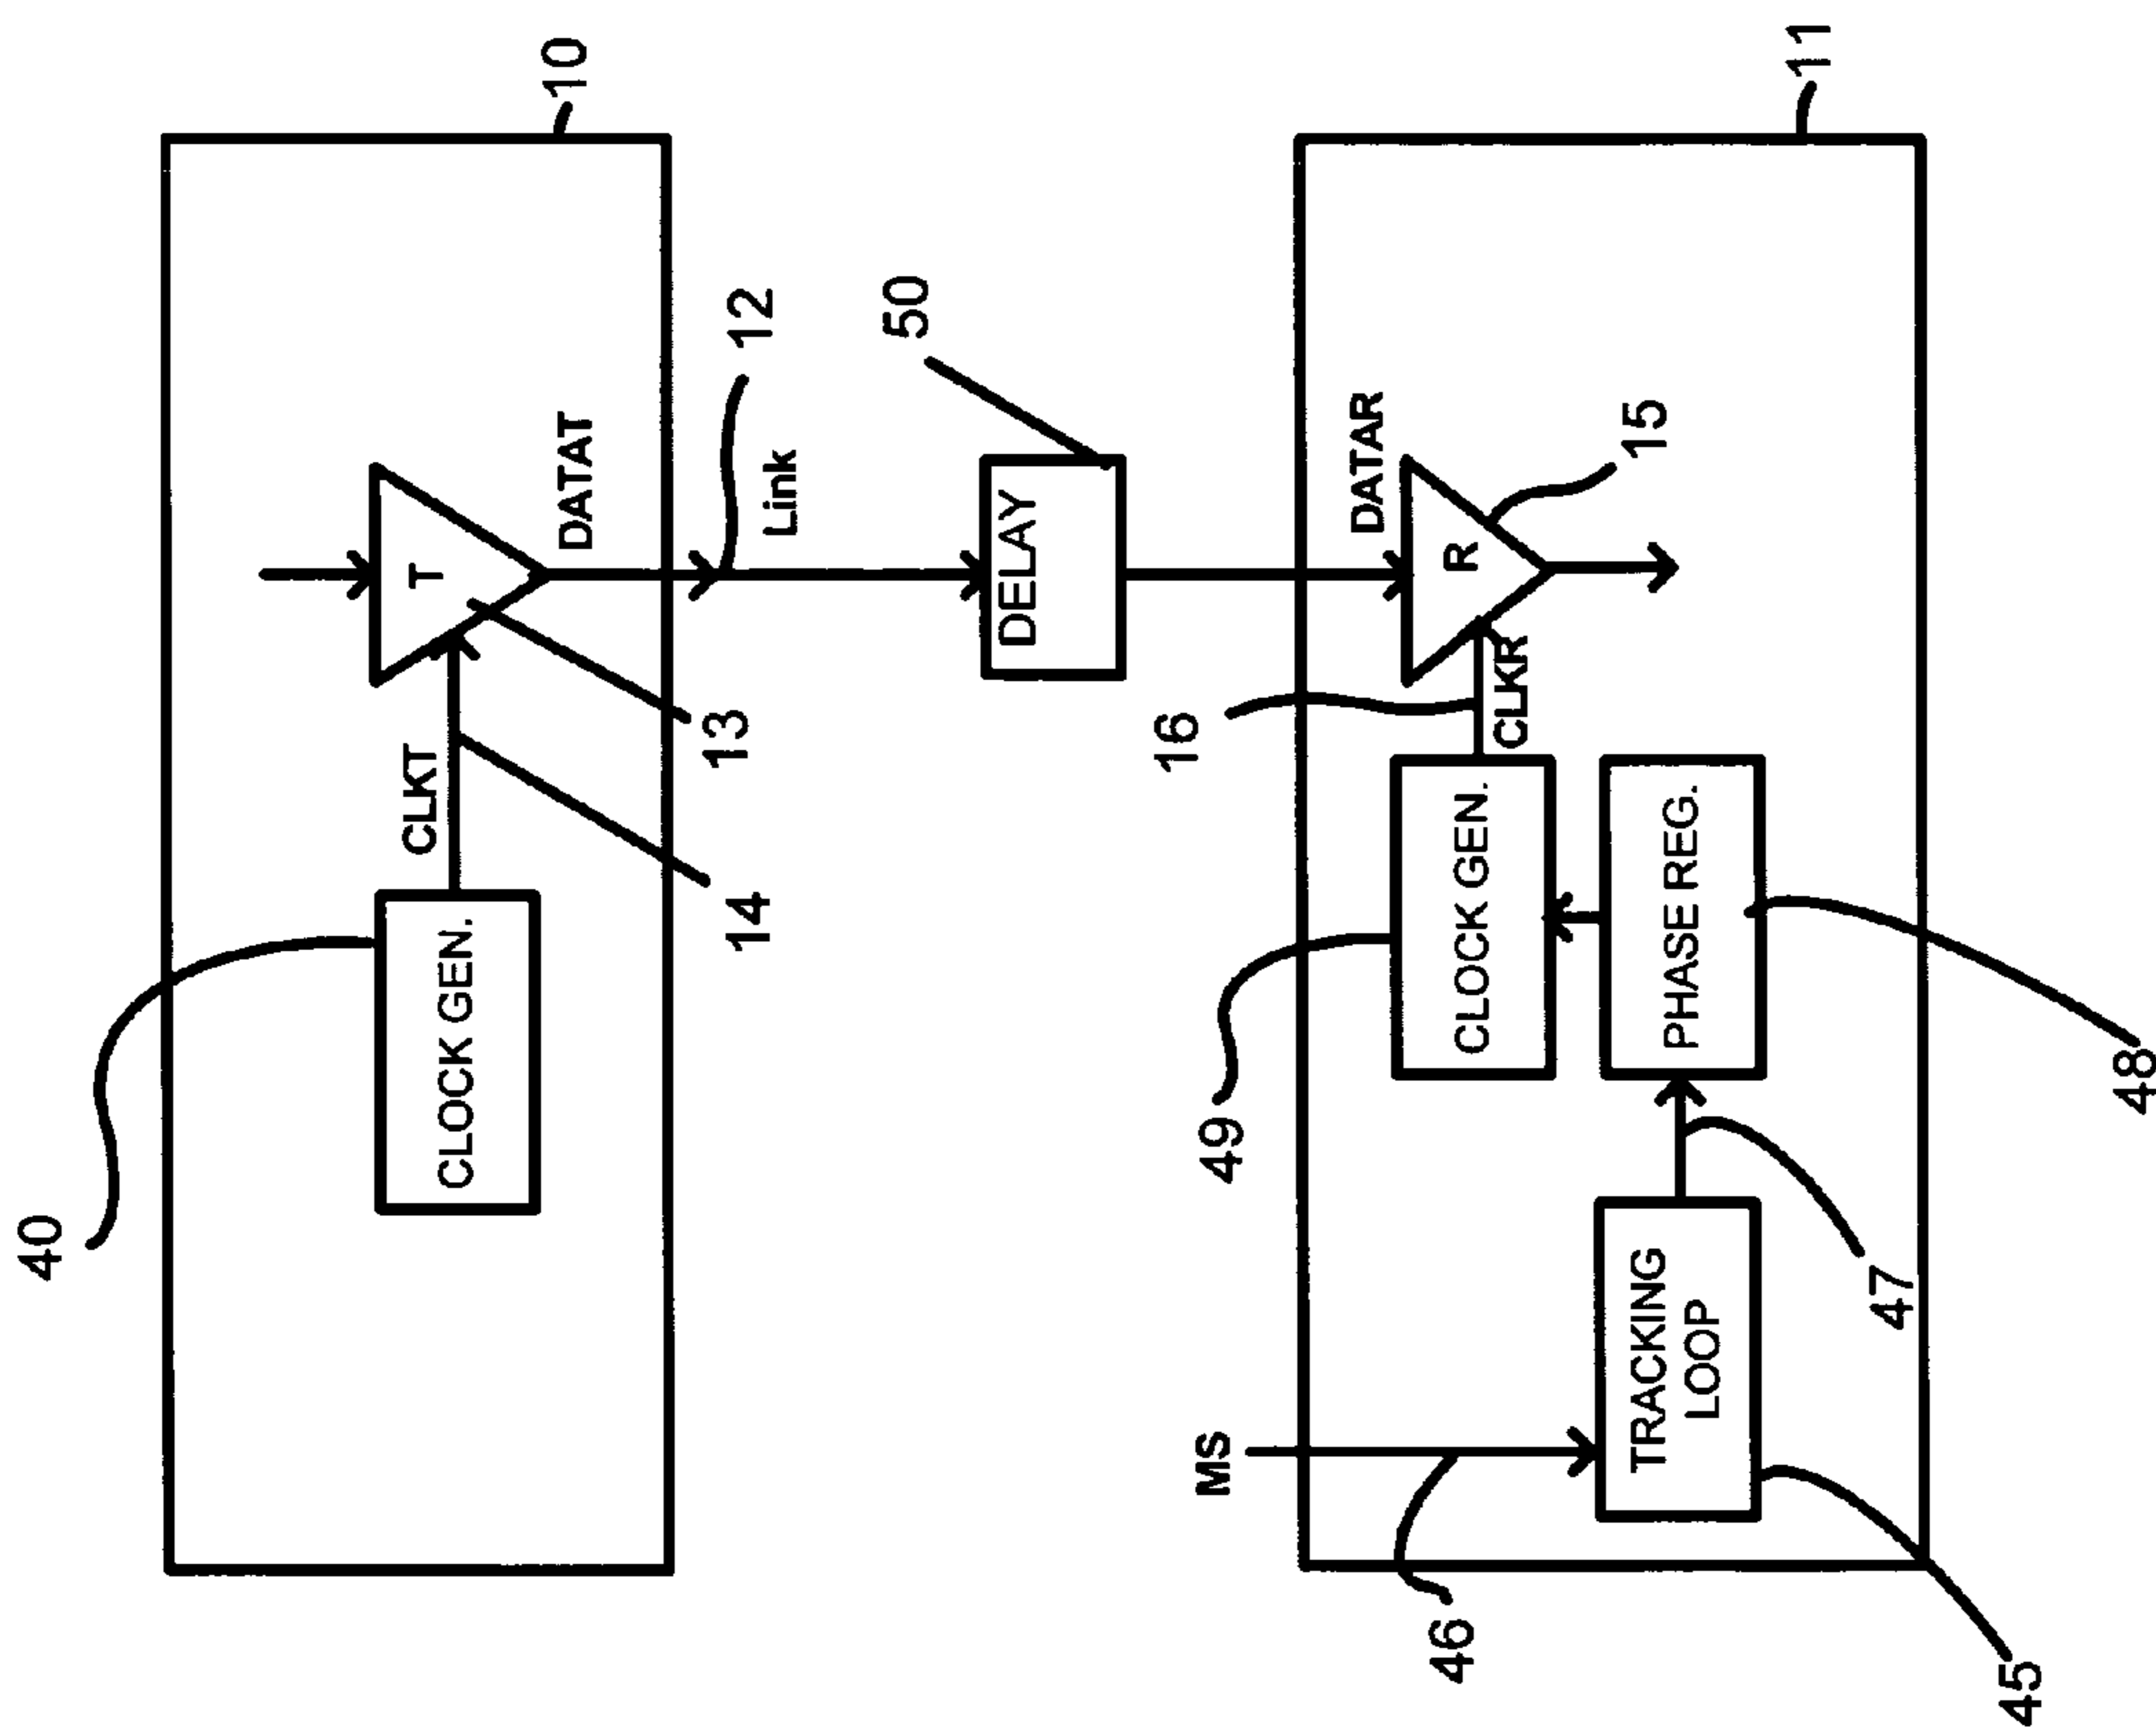 40
CLOCK GEN.
CLKT
14
13
T
DATAT
12
Link
10
DELAY
50
MS
46
TRACKING
LOOP
45
47
49
CLOCK GEN.
PHASE REG.
48
16
CLKR
R
DATAR
15
11